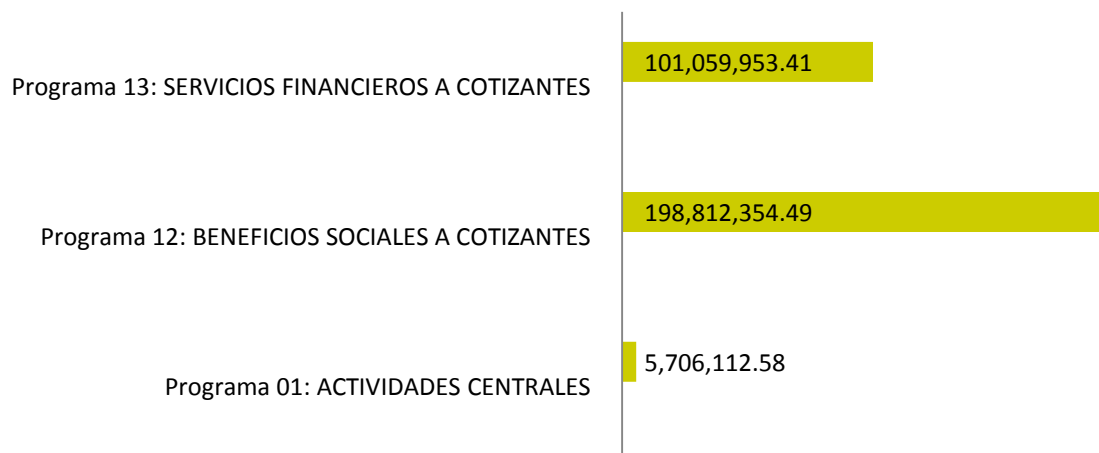 101,059,953.41
Programa 13: SERVICIOS FINANCIEROS A COTIZANTES
198,812,354.49
Programa 12: BENEFICIOS SOCIALES A COTIZANTES
5,706,112.58
Programa 01: ACTIVIDADES CENTRALES